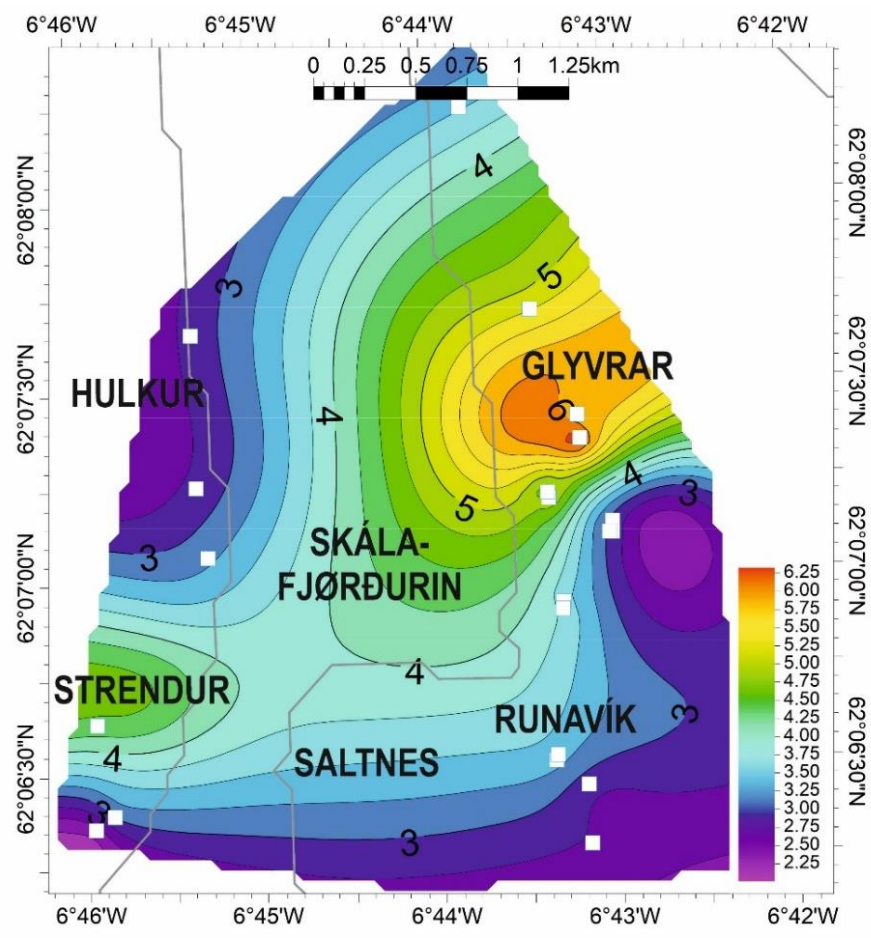 6°46'W 6°45'W 6°44'W 6°43'W 6°42'W
0 0.25 0.5 0.75 1 1.25km
62°08'00"N
62°08'00"N
4
3
5
GLYVRAR
62°07'30"N
62°07'30"N
HULKUR
6
4
4
3
5
SKÁLA-
FJØRÐURIN
3
62°07'00"N
62°07'00"N
6.25
6.00
5.75
5.50
5.25
5.00
4.75
4.50
4.25
4.00
3.75
3.50
3.25
3.00
2.75
2.50
2.25
4
STRENDUR
RUNAVÍK
3
62°06'30"N
62°06'30"N
4
SALTNES
3
3
6°46'W 6°45'W 6°44'W 6°43'W 6°42'W